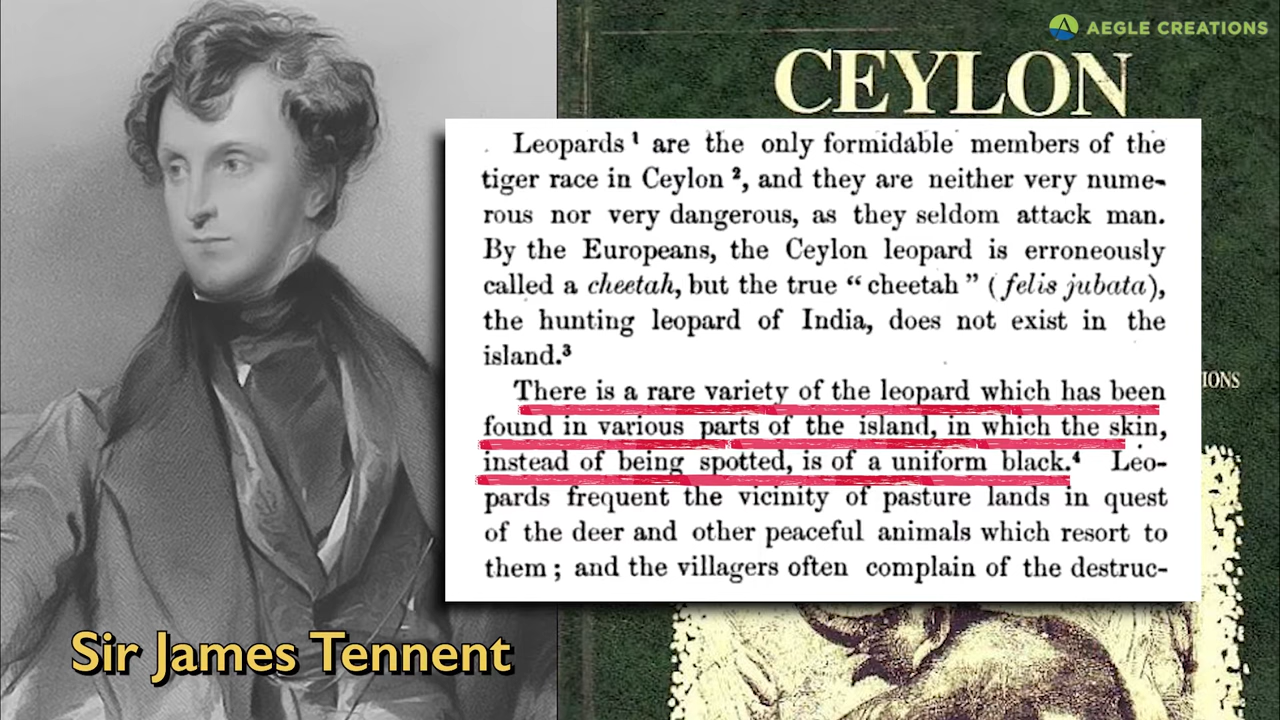 AEGLE CREATIONS
CEYLON
Leopards ¹ are the only formidable members of the
tiger race in Ceylon ², and they are neither very nume-
rous nor very dangerous, as they seldom attack man.
By the Europeans, the Ceylon leopard is erroneously
called a cheetah, but the true “cheetah” (felis jubata),
the hunting leopard of India, does not exist in the
island.³
There is a rare variety of the leopard which has been
found in various parts of the island, in which the skin,
instead of being spotted, is of a uniform black.⁴ Leo-
pards frequent the vicinity of pasture lands in quest
of the deer and other peaceful animals which resort to
them; and the villagers often complain of the destruc-
IONS
Sir James Tennent